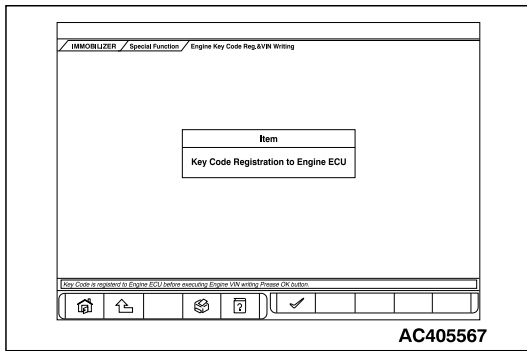 IMMOBILIZER / Special Function / Engine Key Code Reg.&VIN Writing
Item
Key Code Registration to Engine ECU
Key Code is registerd to Engine ECU before executing Engine VIN writing Prease OK button.
?
AC405567